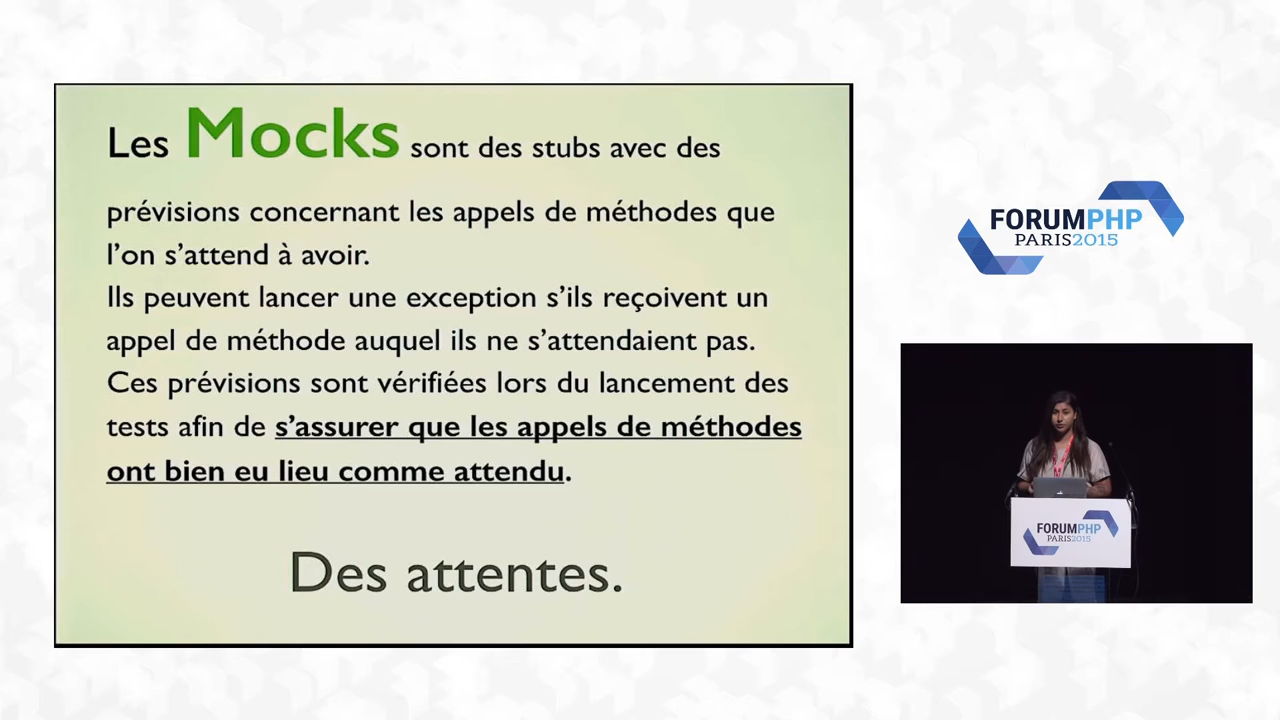 Les Mocks sont des stubs avec des
prévisions concernant les appels de méthodes que
l’on s’attend à avoir.
Ils peuvent lancer une exception s’ils reçoivent un
appel de méthode auquel ils ne s’attendaient pas.
Ces prévisions sont vérifiées lors du lancement des
tests afin de s’assurer que les appels de méthodes
ont bien eu lieu comme attendu.
Des attentes.
FORUMPHP
PARIS2015
FORUMPHP
PARIS2015